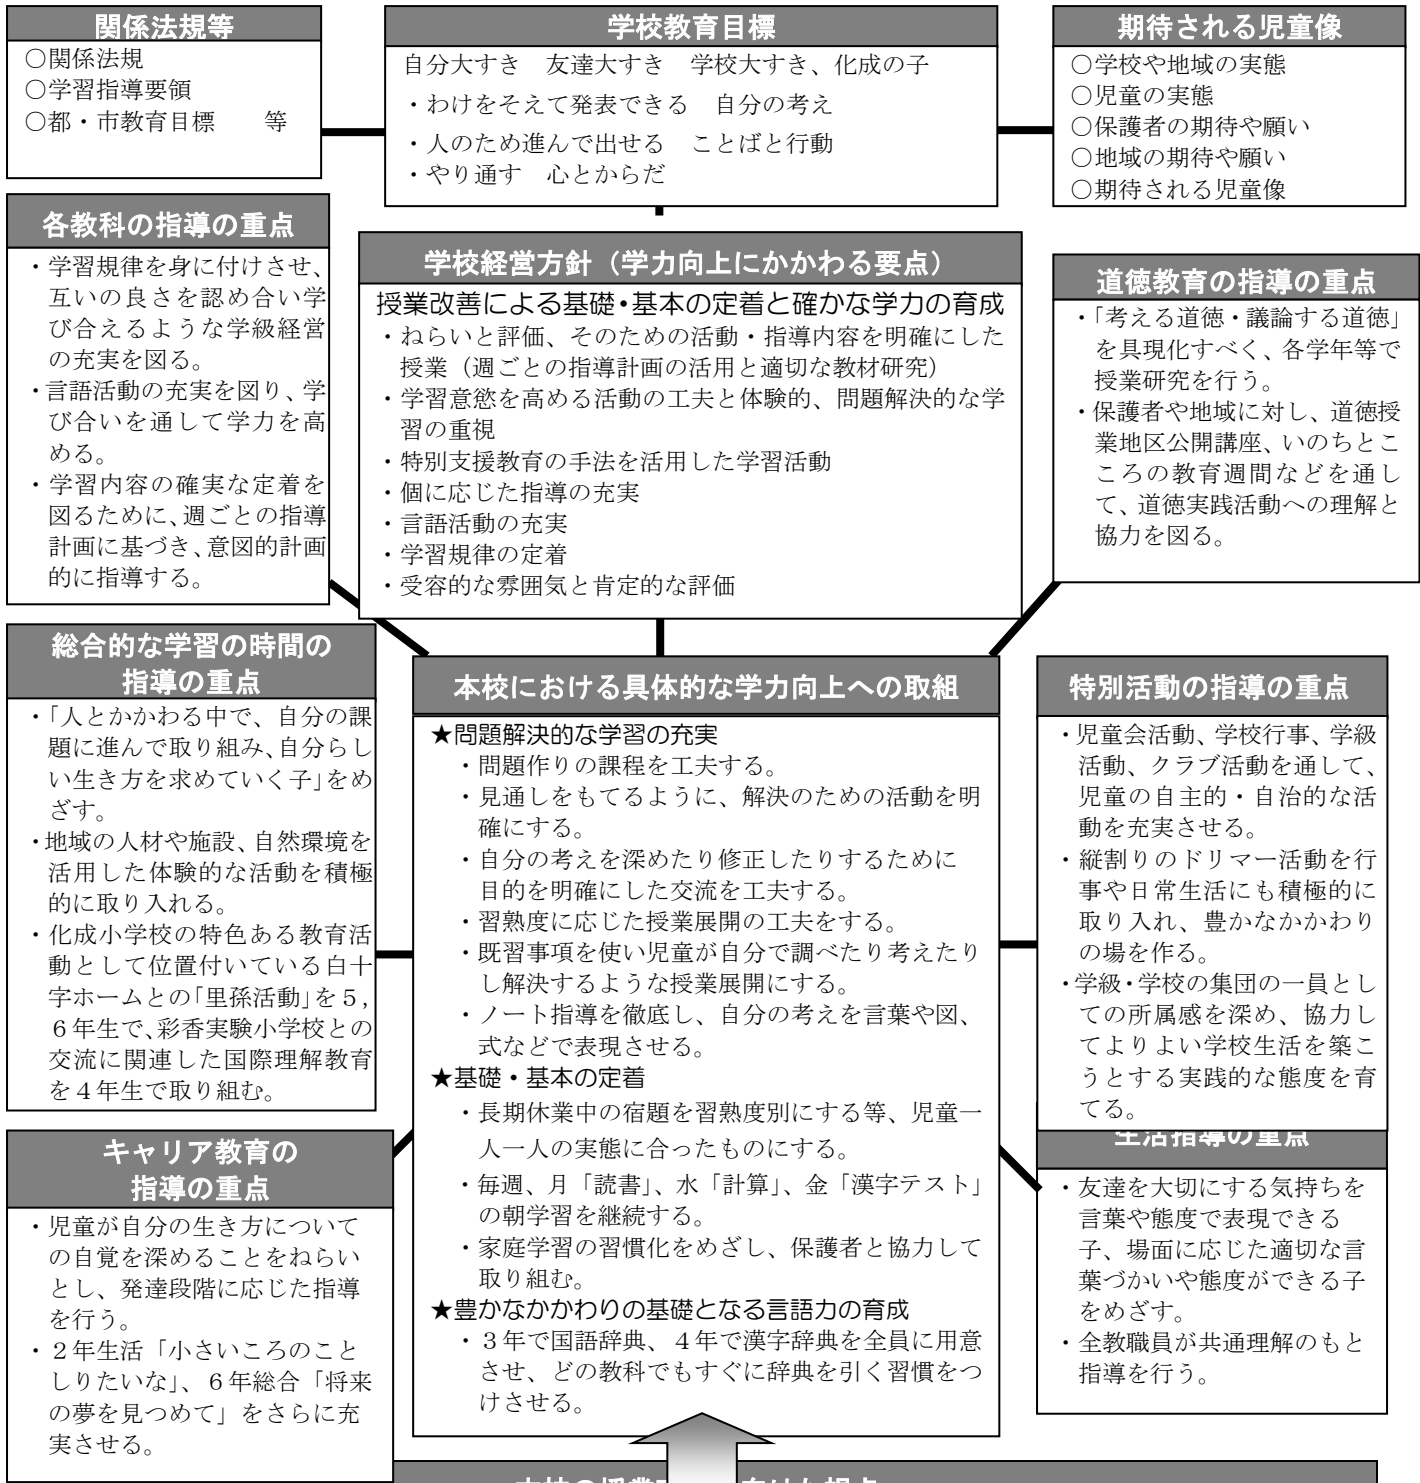 関係法規等
○関係法規
○学習指導要領
○都・市教育目標　　等
学校教育目標
自分大すき　友達大すき　学校大すき、化成の子
・わけをそえて発表できる　自分の考え
・人のため進んで出せる　ことばと行動
・やり通す　心とからだ
期待される児童像
○学校や地域の実態
○児童の実態
○保護者の期待や願い
○地域の期待や願い
○期待される児童像
各教科の指導の重点
・学習規律を身に付けさせ、
互いの良さを認め合い学
び合えるような学級経営
の充実を図る。
・言語活動の充実を図り、学
び合いを通して学力を高
める。
・学習内容の確実な定着を
図るために、週ごとの指導
計画に基づき、意図的計画
的に指導する。
学校経営方針（学力向上にかかわる要点）
授業改善による基礎・基本の定着と確かな学力の育成
・ねらいと評価、そのための活動・指導内容を明確にした
授業（週ごとの指導計画の活用と適切な教材研究）
・学習意慾を高める活動の工夫と体験的、問題解決的な学
習の重視
・特別支援教育の手法を活用した学習活動
・個に応じた指導の充実
・言語活動の充実
・学習規律の定着
・受容的な雰囲気と肯定的な評価
道徳教育の指導の重点
・「考える道徳・議論する道徳」
を具現化すべく、各学年等で
授業研究を行う。
・保護者や地域に対し、道徳授
業地区公開講座、いのちとこ
ころの教育週間などを通し
て、道徳実践活動への理解と
協力を図る。
総合的な学習の時間の
指導の重点
・「人とかかわる中で、自分の課
題に進んで取り組み、自分らし
い生き方を求めていく子」をめ
ざす。
・地域の人材や施設、自然環境を
活用した体験的な活動を積極
的に取り入れる。
・化成小学校の特色ある教育活
動として位置付いている白十
字ホームとの「里孫活動」を５，
６年生で、彩香実験小学校との
交流に関連した国際理解教育
を４年生で取り組む。
本校における具体的な学力向上への取組
★問題解決的な学習の充実
・問題作りの課程を工夫する。
・見通しをもてるように、解決のための活動を明
確にする。
・自分の考えを深めたり修正したりするために
目的を明確にした交流を工夫する。
・習熟度に応じた授業展開の工夫をする。
・既習事項を使い児童が自分で調べたり考えたり
し解決するような授業展開にする。
・ノート指導を徹底し、自分の考えを言葉や図、
式などで表現させる。
★基礎・基本の定着
・長期休業中の宿題を習熟度別にする等、児童一
人一人の実態に合ったものにする。
・毎週、月「読書」、水「計算」、金「漢字テスト」
の朝学習を継続する。
・家庭学習の習慣化をめざし、保護者と協力して
取り組む。
★豊かなかかわりの基礎となる言語力の育成
・３年で国語辞典、４年で漢字辞典を全員に用意
させ、どの教科でもすぐに辞典を引く習慣をつ
けさせる。
特別活動の指導の重点
・児童会活動、学校行事、学級
活動、クラブ活動を通して、
児童の自主的・自治的な活
動を充実させる。
・縦割りのドリマー活動を行
事や日常生活にも積極的に
取り入れ、豊かなかかわり
の場を作る。
・学級・学校の集団の一員とし
ての所属感を深め、協力し
てよりよい学校生活を築こ
うとする実践的な態度を育
てる。
キャリア教育の
指導の重点
・児童が自分の生き方について
の自覚を深めることをねらい
とし、発達段階に応じた指導
を行う。
・２年生活「小さいころのこと
しりたいな」、６年総合「将来
の夢を見つめて」をさらに充
実させる。
生活指導の重点
・友達を大切にする気持ちを
言葉や態度で表現できる
子、場面に応じた適切な言
葉づかいや態度ができる子
をめざす。
・全教職員が共通理解のもと
指導を行う。